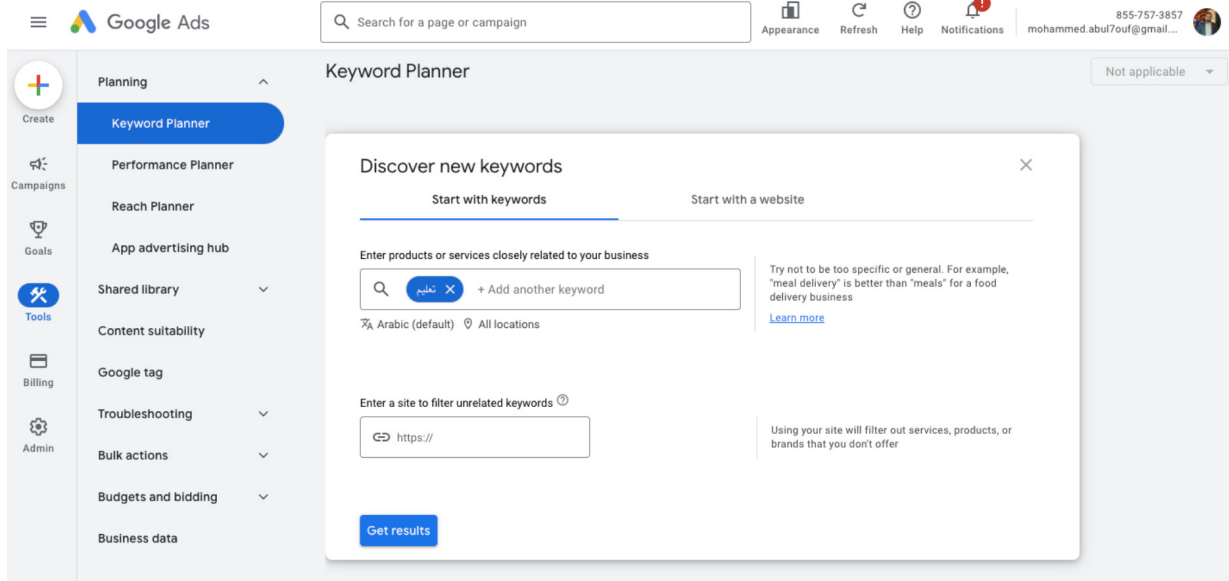 Google Ads
Search for a page or campaign
Appearance
Refresh
Help
Notifications
855-757-3857
mohammed.abul7ouf@gmail....
Create
Campaigns
Goals
Tools
Billing
Admin
Planning
Keyword Planner
Performance Planner
Reach Planner
App advertising hub
Shared library
Content suitability
Google tag
Troubleshooting
Bulk actions
Budgets and bidding
Business data
Keyword Planner
Not applicable
Discover new keywords
Start with keywords
Start with a website
Enter products or services closely related to your business
تعليم
+ Add another keyword
Arabic (default)
All locations
Try not to be too specific or general. For example,
"meal delivery" is better than "meals" for a food
delivery business
Learn more
Enter a site to filter unrelated keywords
https://
Using your site will filter out services, products, or
brands that you don't offer
Get results